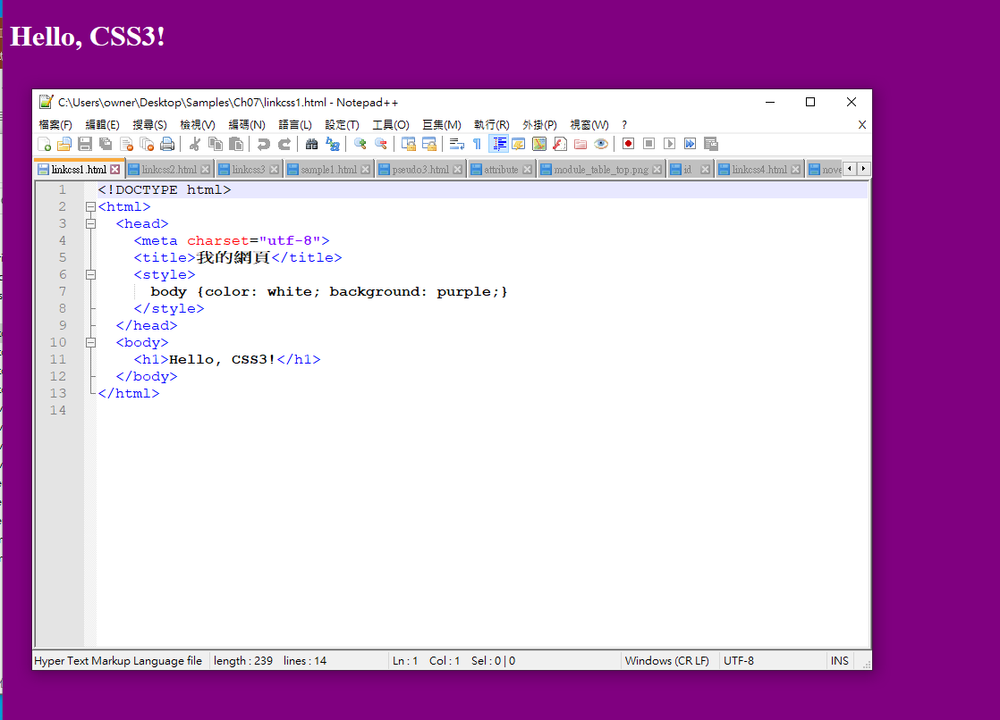 Hello, CSS3!
C:\Users\owner\Desktop\Samples\Ch07\linkcss1.html - Notepad++
檔案(F) 編輯(E) 搜尋(S) 檢視(V) 編碼(N) 語言(L) 設定(T) 工具(O) 巨集(M) 執行(R) 外掛(P) 視窗(W) ? X
linkcss1.html linkcss2.html linkcss3 sample1.html pseudo3.html attribute module_table_top.png id linkcss4.html nove
1 <!DOCTYPE html>
2 <html>
3 <head>
4 <meta charset="utf-8">
5 <title>我的網頁</title>
6 <style>
7 body {color: white; background: purple;}
8 </style>
9 </head>
10 <body>
11 <h1>Hello, CSS3!</h1>
12 </body>
13 </html>
14
Hyper Text Markup Language file length : 239 lines : 14 Ln : 1 Col : 1 Sel : 0 | 0 Windows (CR LF) UTF-8 INS